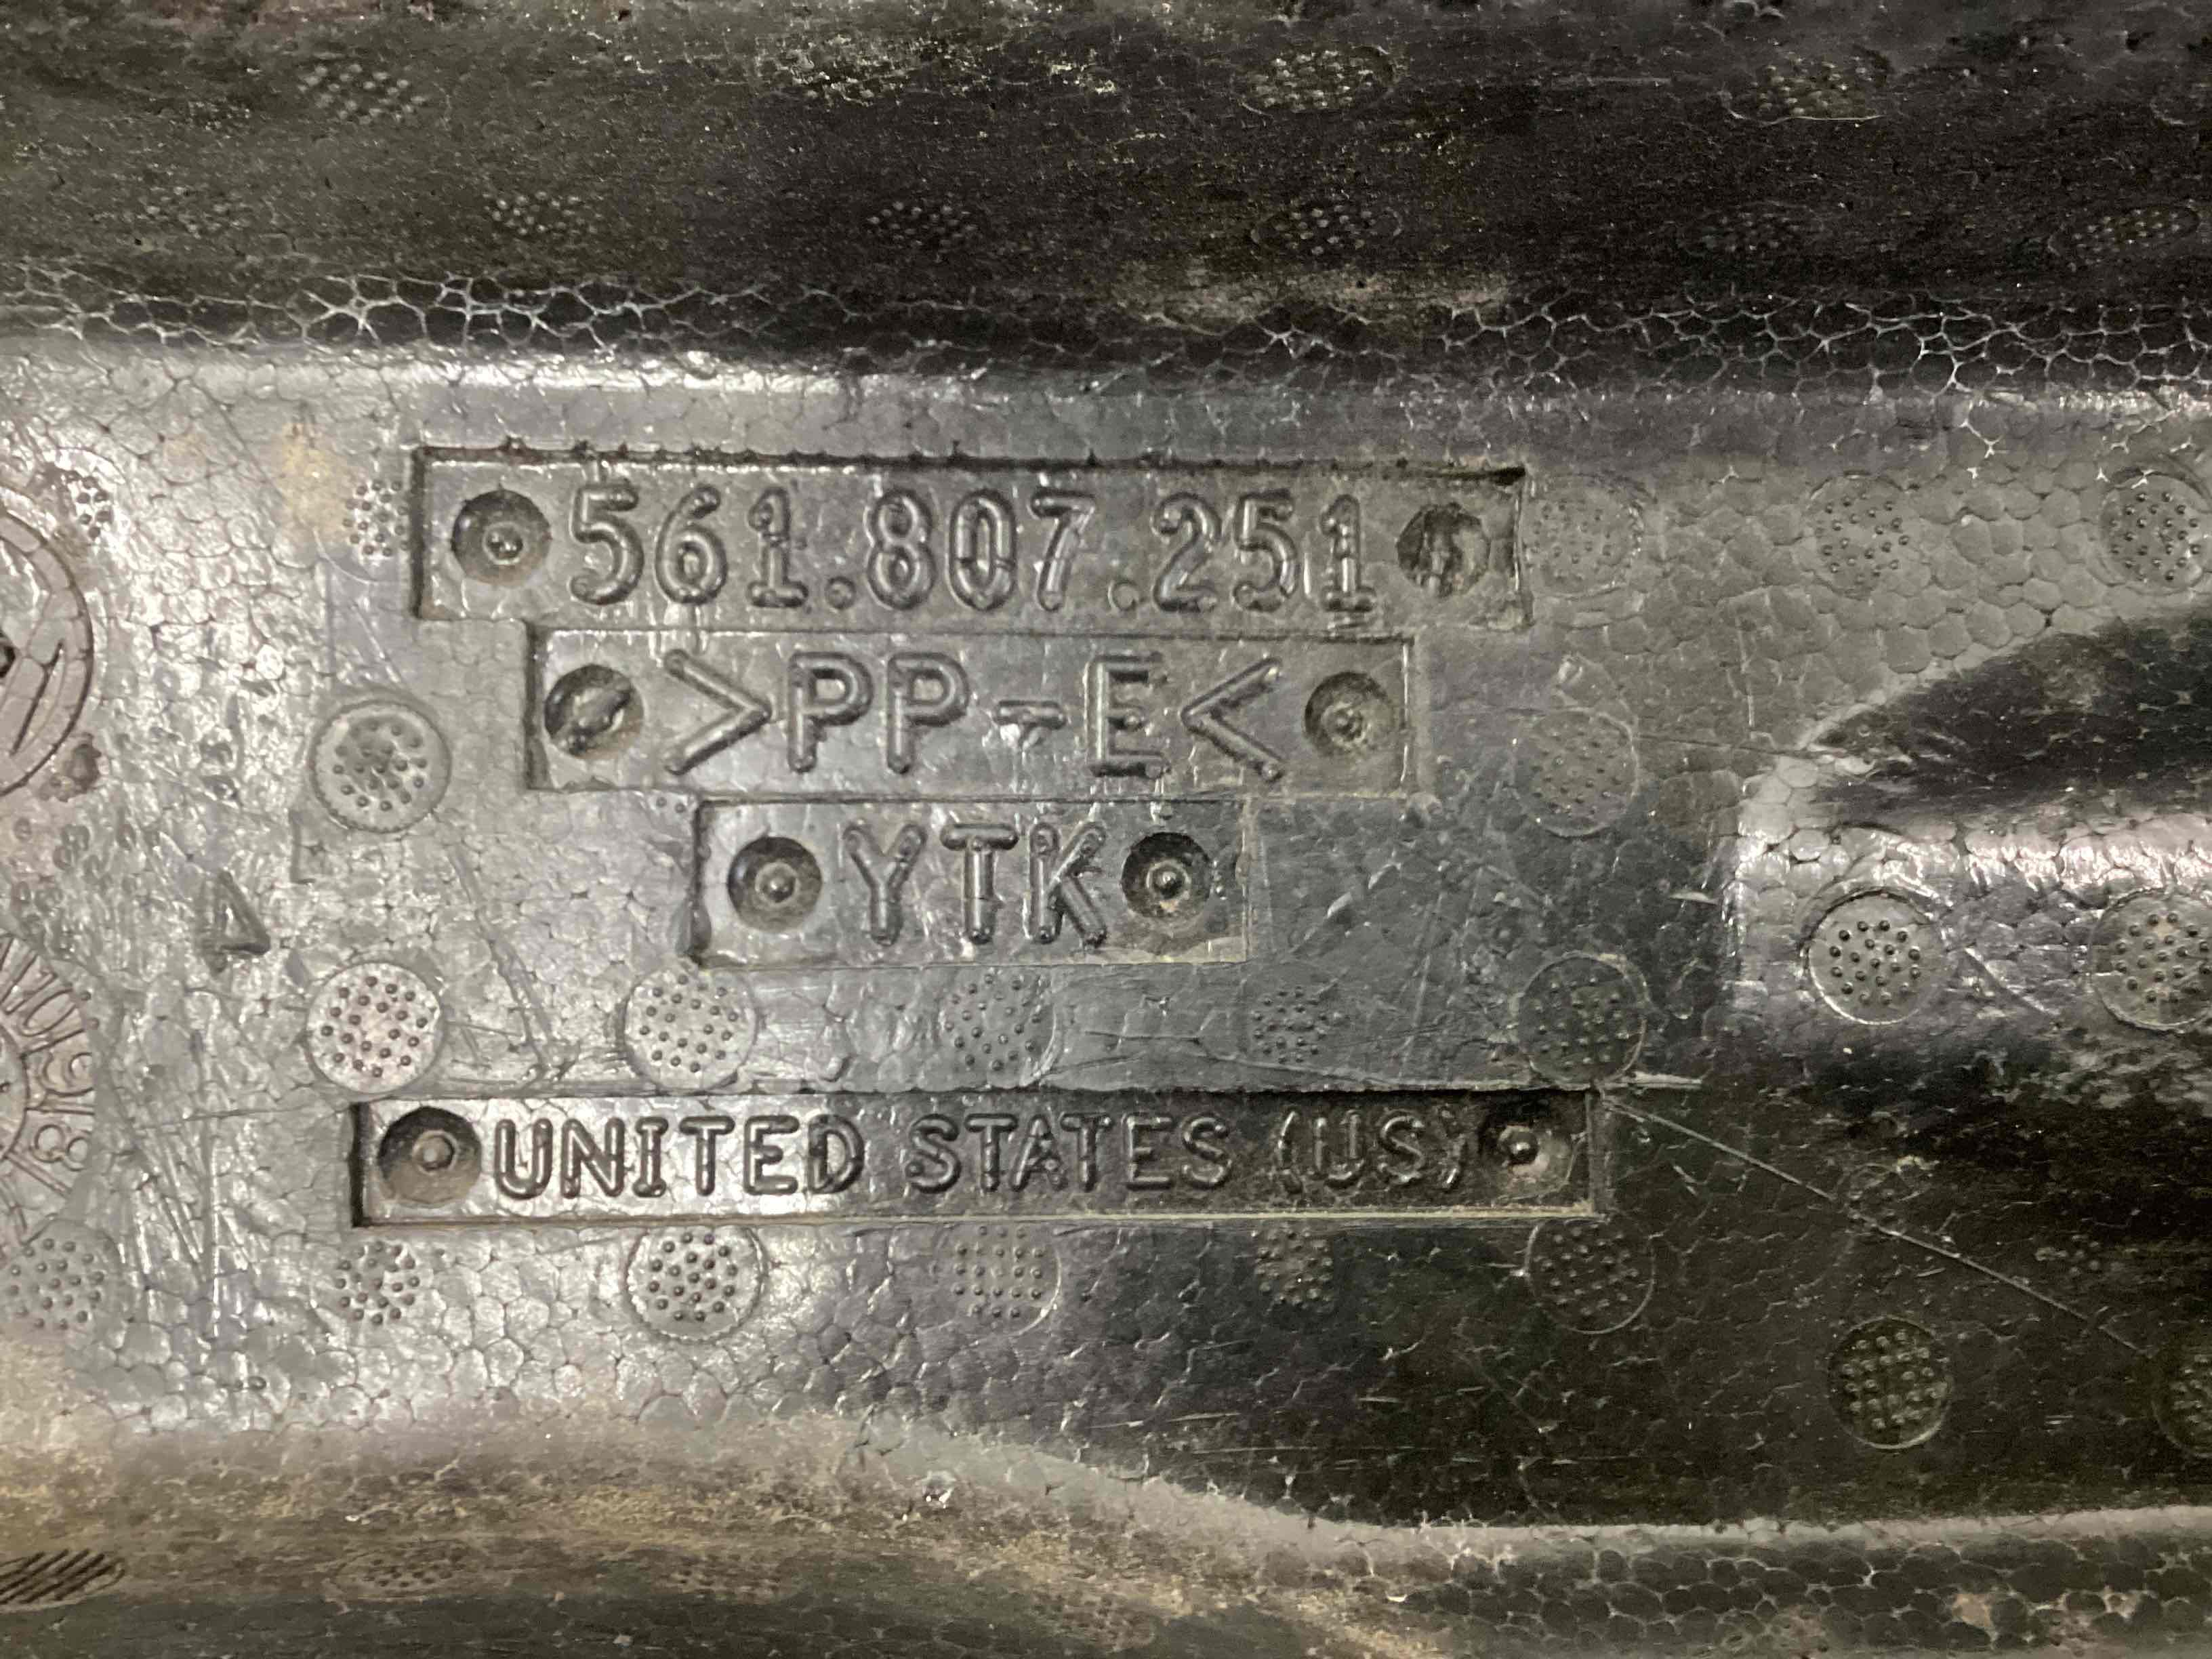 561.807.251
>PP-E<
YTK
UNITED STATES (US)